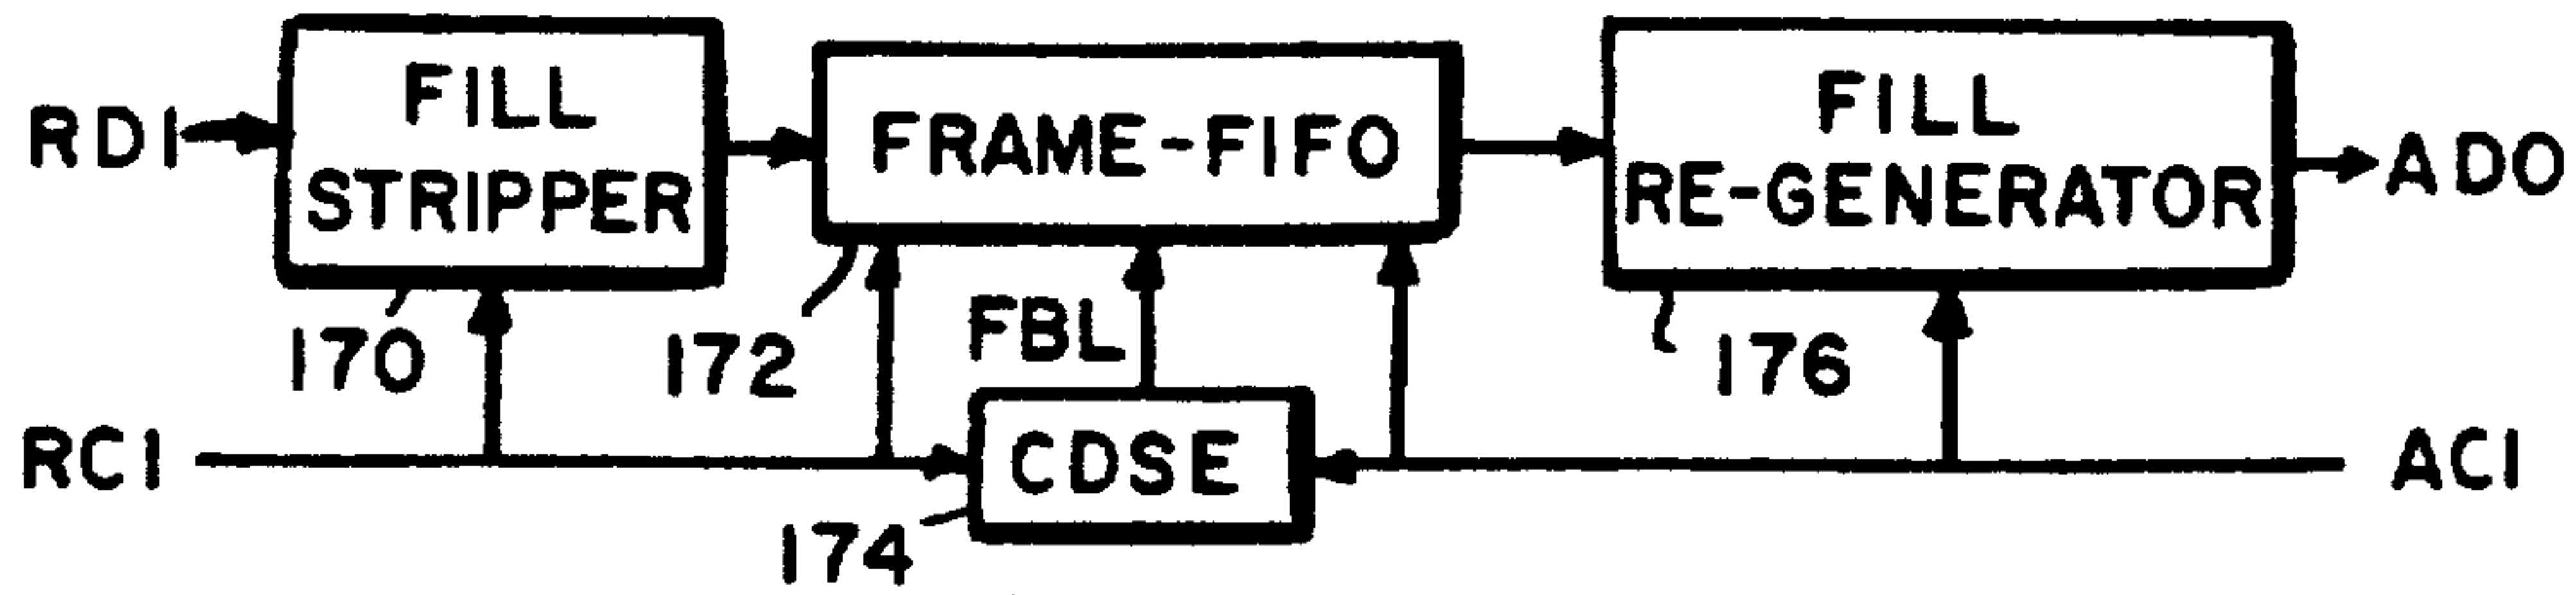 RDI
FILL
STRIPPER
FRAME-FIFO
FILL
RE-GENERATOR
ADO
170
172
FBL
176
RCI
CDSE
ACI
174